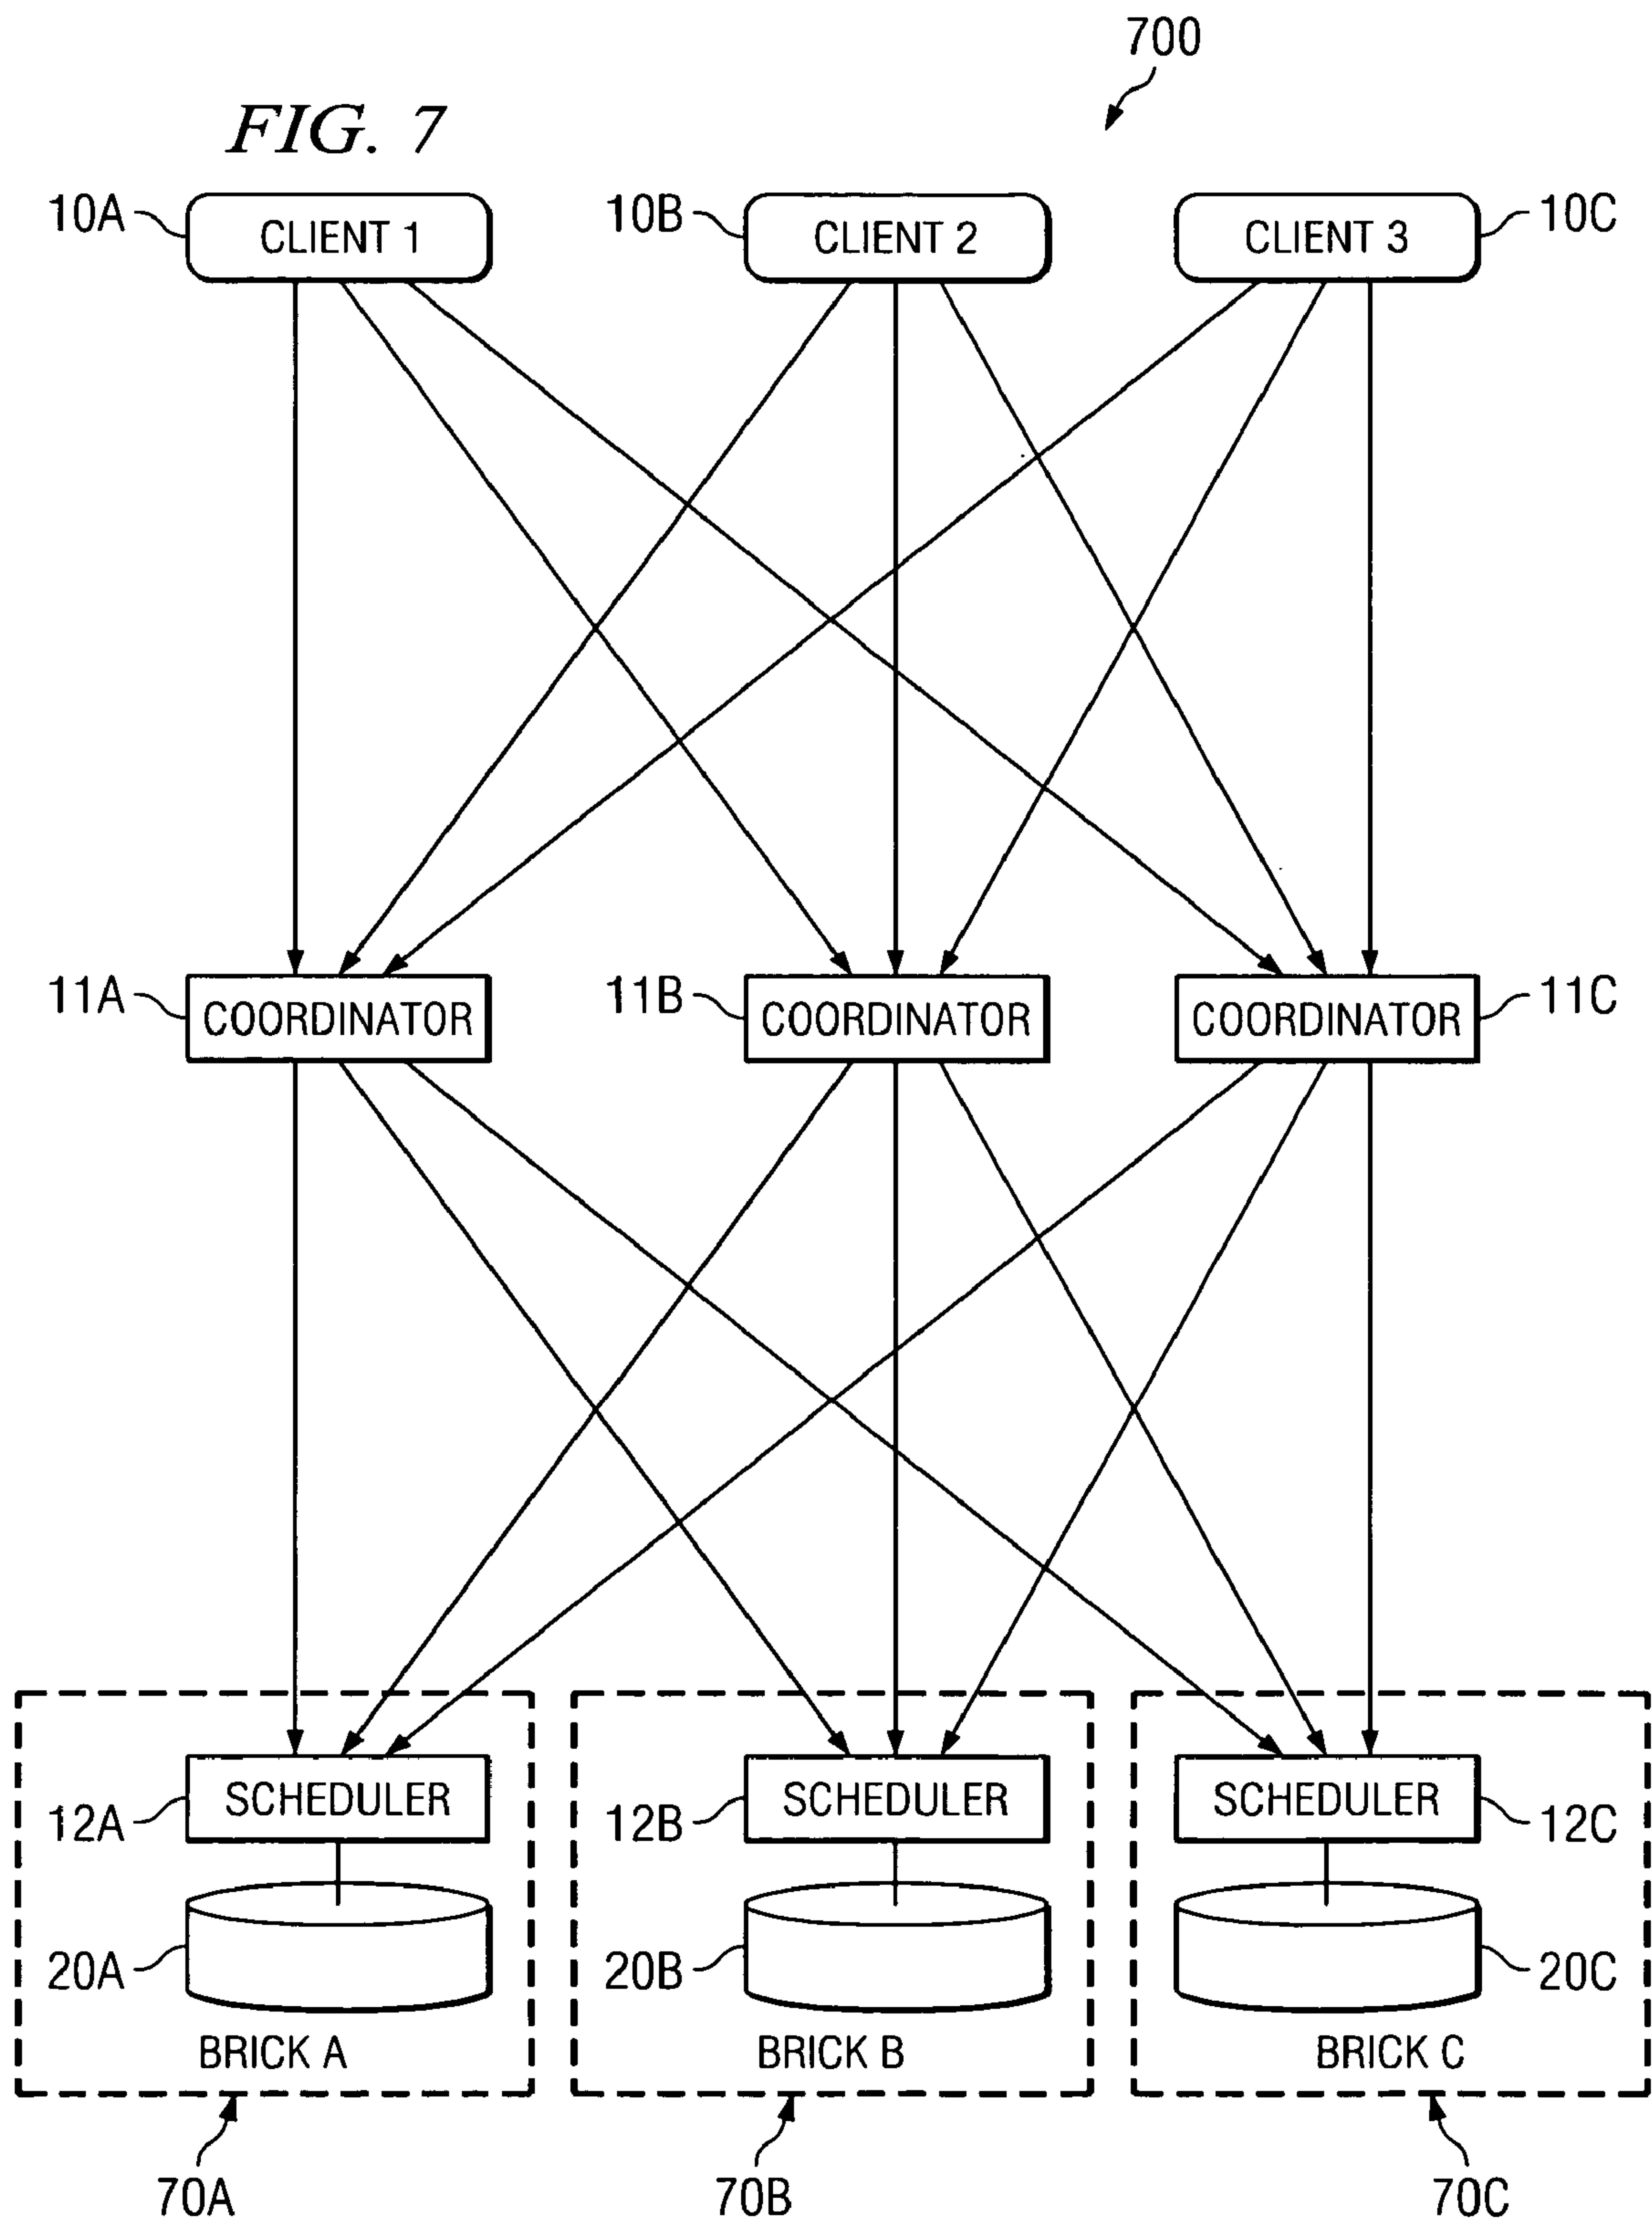 700
FIG. 7
10A
CLIENT 1
10B
CLIENT 2
CLIENT 3
10C
11A
COORDINATOR
11B
COORDINATOR
COORDINATOR
11C
12A
SCHEDULER
12B
SCHEDULER
SCHEDULER
12C
20A
20B
20C
BRICK A
BRICK B
BRICK C
70A
70B
70C